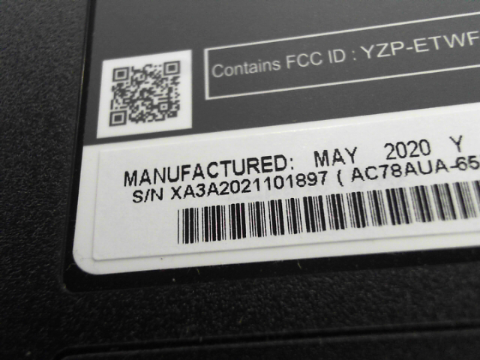 Contains FCC ID : YZP-ETWF
MANUFACTURED: MAY 2020 Y
S/N XA3A2021101897 ( AC78AUA-65